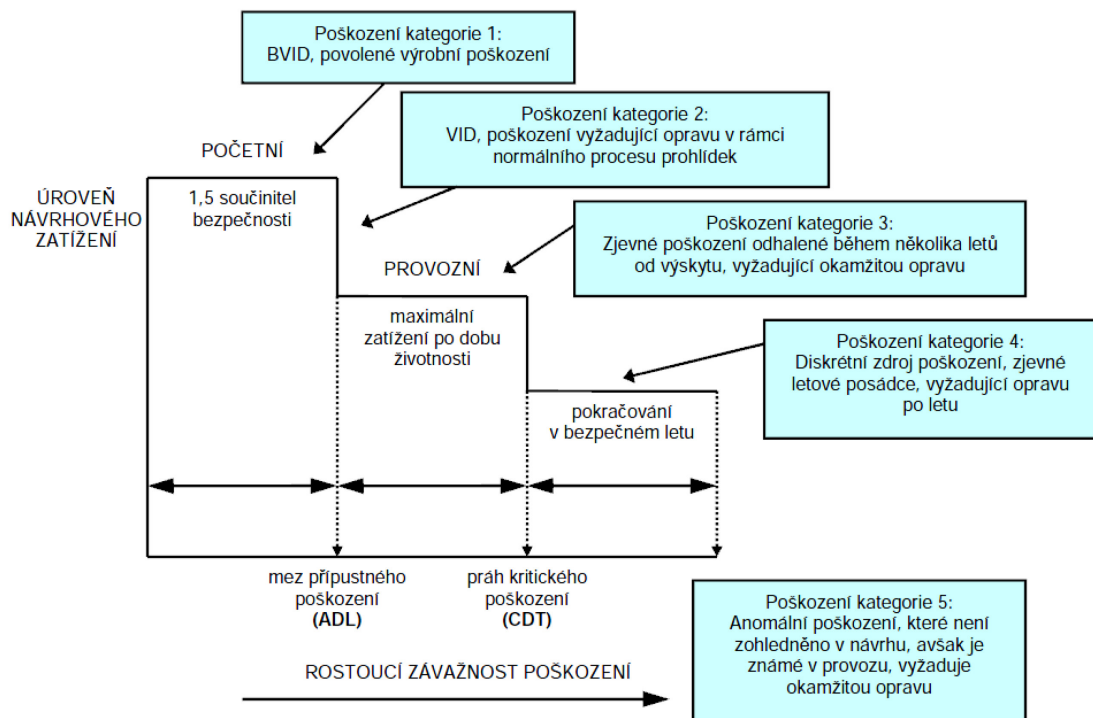 Poškození kategorie 1:
BVID, povolené výrobní poškození
Poškození kategorie 2:
VID, poškození vyžadující opravu v rámci
normálního procesu prohlídek
POČETNÍ
ÚROVEŇ
NÁVRHOVÉHO
ZATÍŽENÍ
1,5 součinitel
bezpečnosti
Poškození kategorie 3:
Zjevné poškození odhalené během několika letů
od výskytu, vyžadující okamžitou opravu
PROVOZNÍ
maximální
zatížení po dobu
životnosti
Poškození kategorie 4:
Diskrétní zdroj poškození, zjevné
letové posádce, vyžadující opravu
po letu
pokračování
v bezpečném letu
mez přípustného
poškození
(ADL)
práh kritického
poškození
(CDT)
Poškození kategorie 5:
Anomální poškození, které není
zohledněno v návrhu, avšak je
známé v provozu, vyžaduje
okamžitou opravu
ROSTOUCÍ ZÁVAŽNOST POŠKOZENÍ